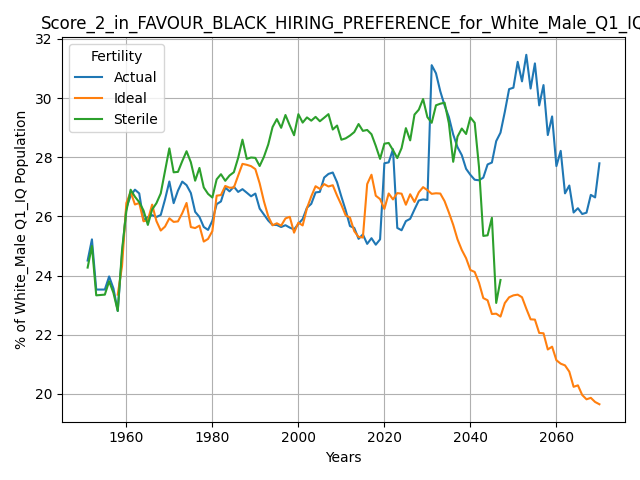 Score_2_in_FAVOUR_BLACK_HIRING_PREFERENCE_for_White_Male_Q1_IQ
32
30
28
26
24
22
20
% of White_Male Q1_IQ Population
Fertility
Actual
Ideal
Sterile
1960 1980 2000 2020 2040 2060
Years